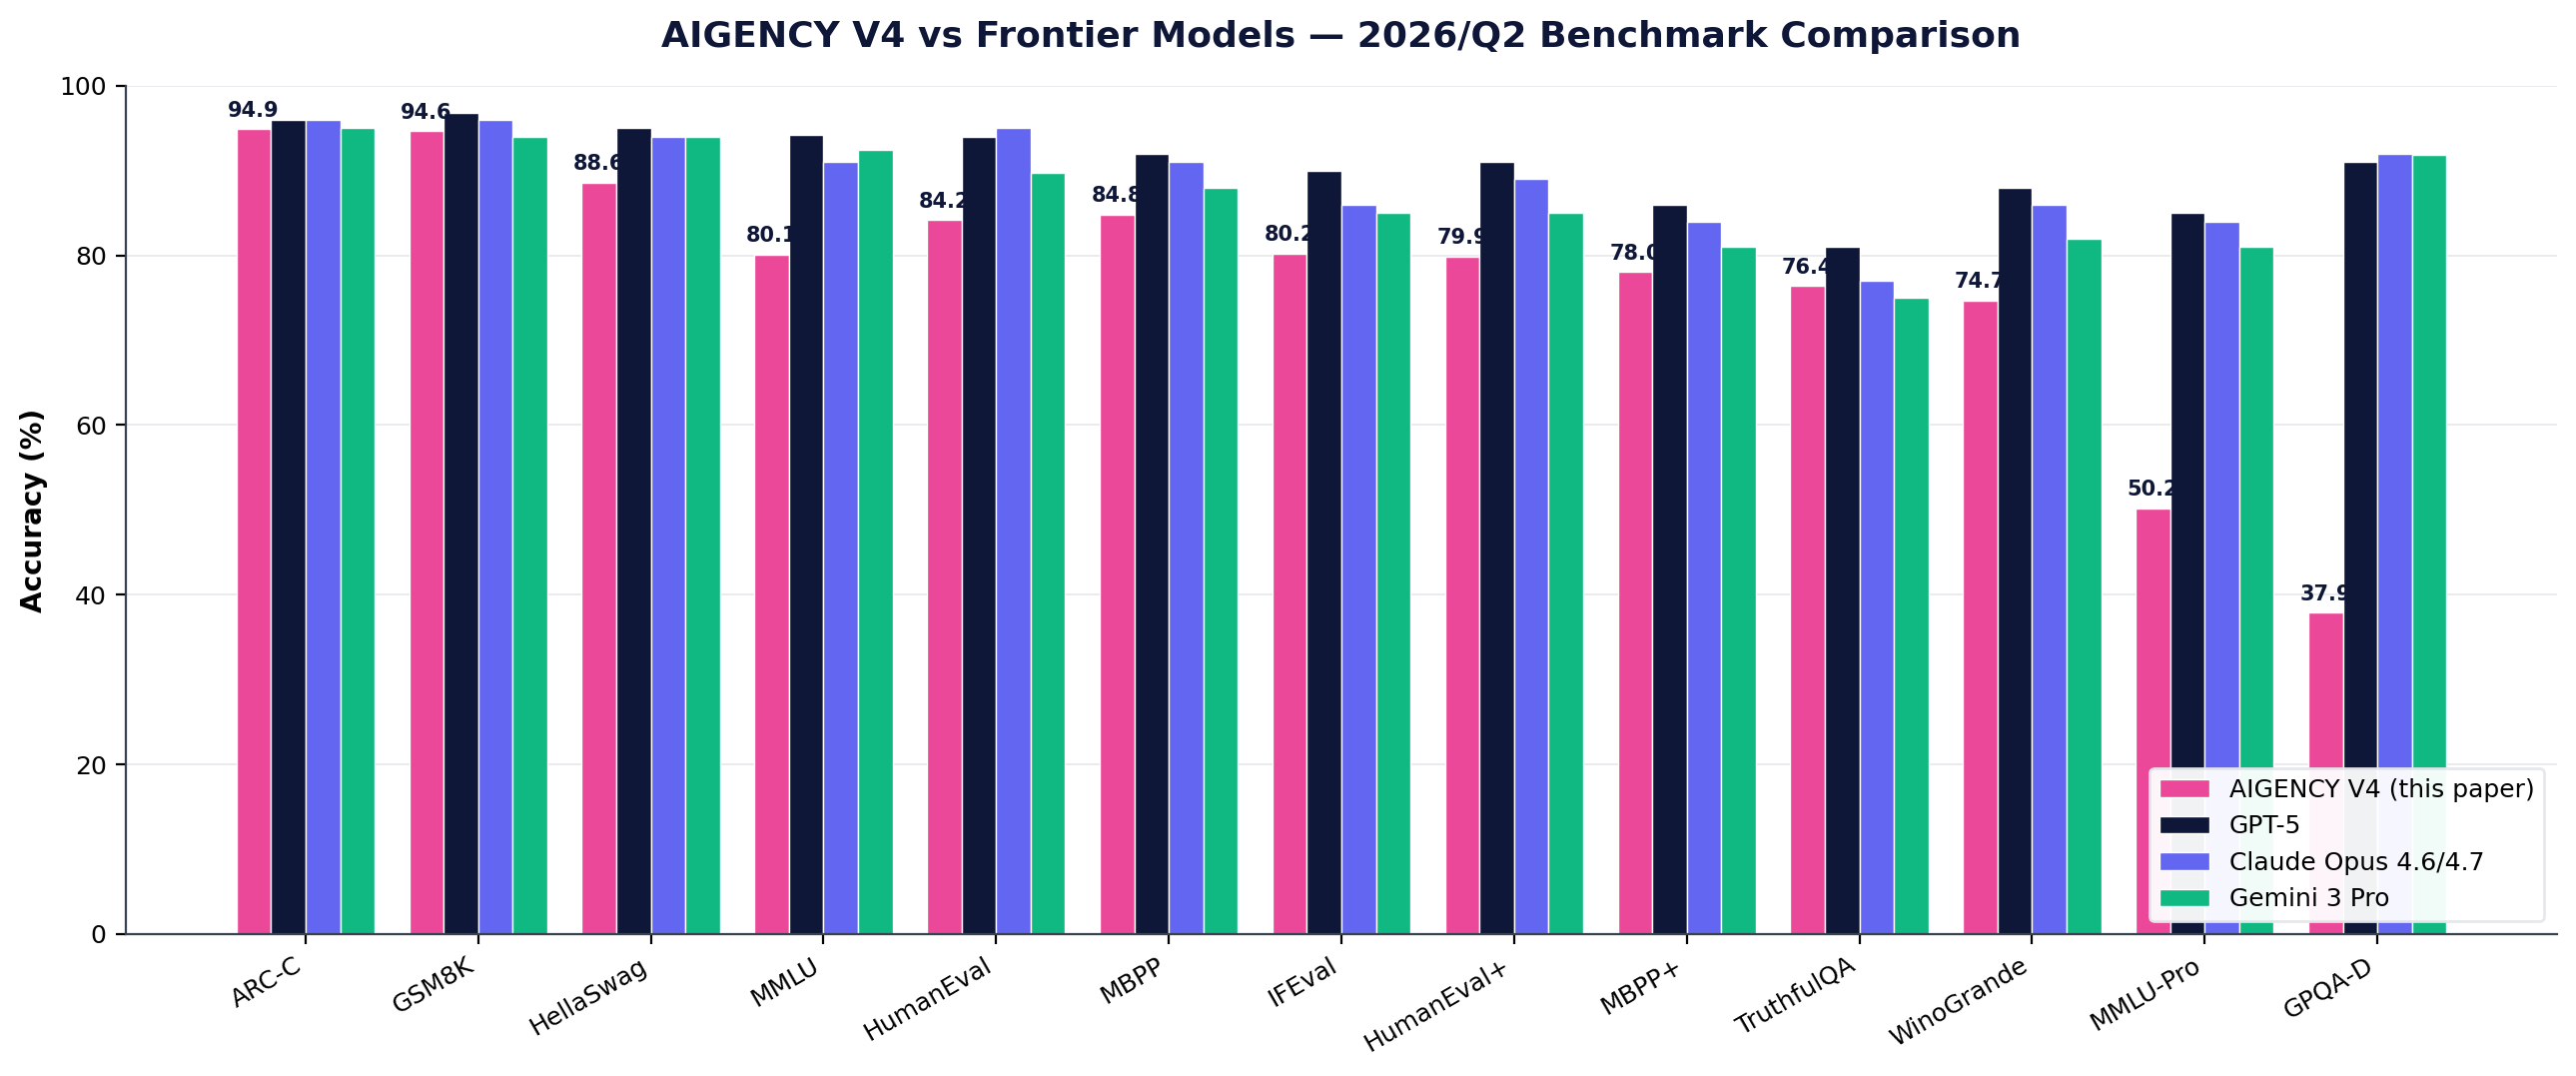 AIGENCY V4 vs Frontier Models — 2026/Q2 Benchmark Comparison
Accuracy (%)
100
80
60
40
20
0
94.9
94.6
88.6
80.1
84.2
84.8
80.2
79.9
78.0
76.4
74.7
50.2
37.9
AIGENCY V4 (this paper)
GPT-5
Claude Opus 4.6/4.7
Gemini 3 Pro
ARC-C
GSM8K
HellaSwag
MMLU
HumanEval
MBPP
IFEval
HumanEval+
MBPP+
TruthfulQA
WinoGrande
MMLU-Pro
GPQA-D